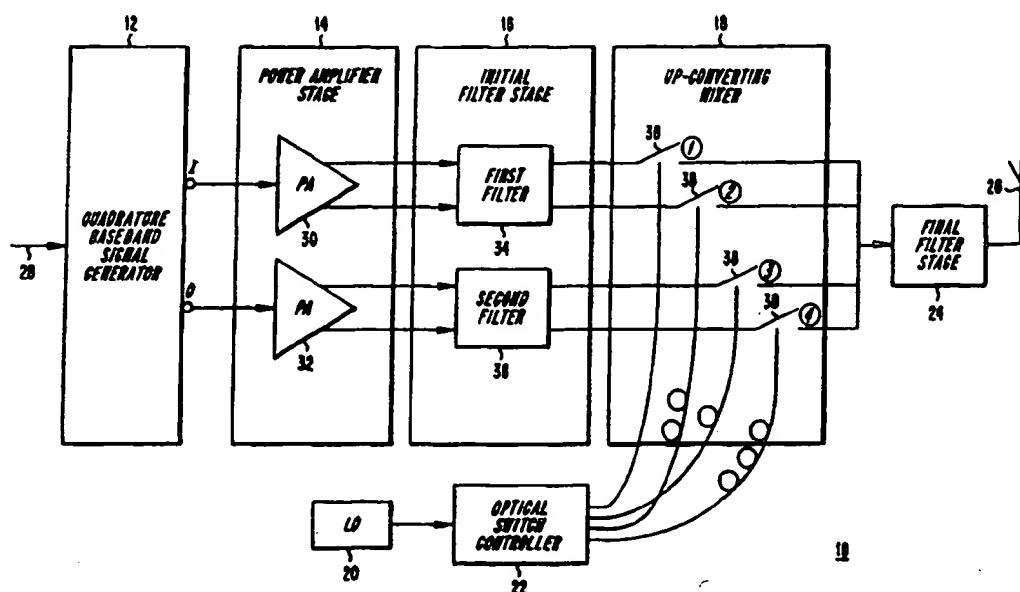 12
14
16
18
POWER AMPLIFIER
STAGE
INITIAL
FILTER STAGE
UP-CONVERTING
MIXER
QUADRATURE
BASEBAND
SIGNAL
GENERATOR
28
I
Q
PA
30
PA
32
FIRST
FILTER
34
SECOND
FILTER
36
38
1
38
2
38
3
38
4
FINAL
FILTER
STAGE
24
26
LO
20
OPTICAL
SWITCH
CONTROLLER
22
10